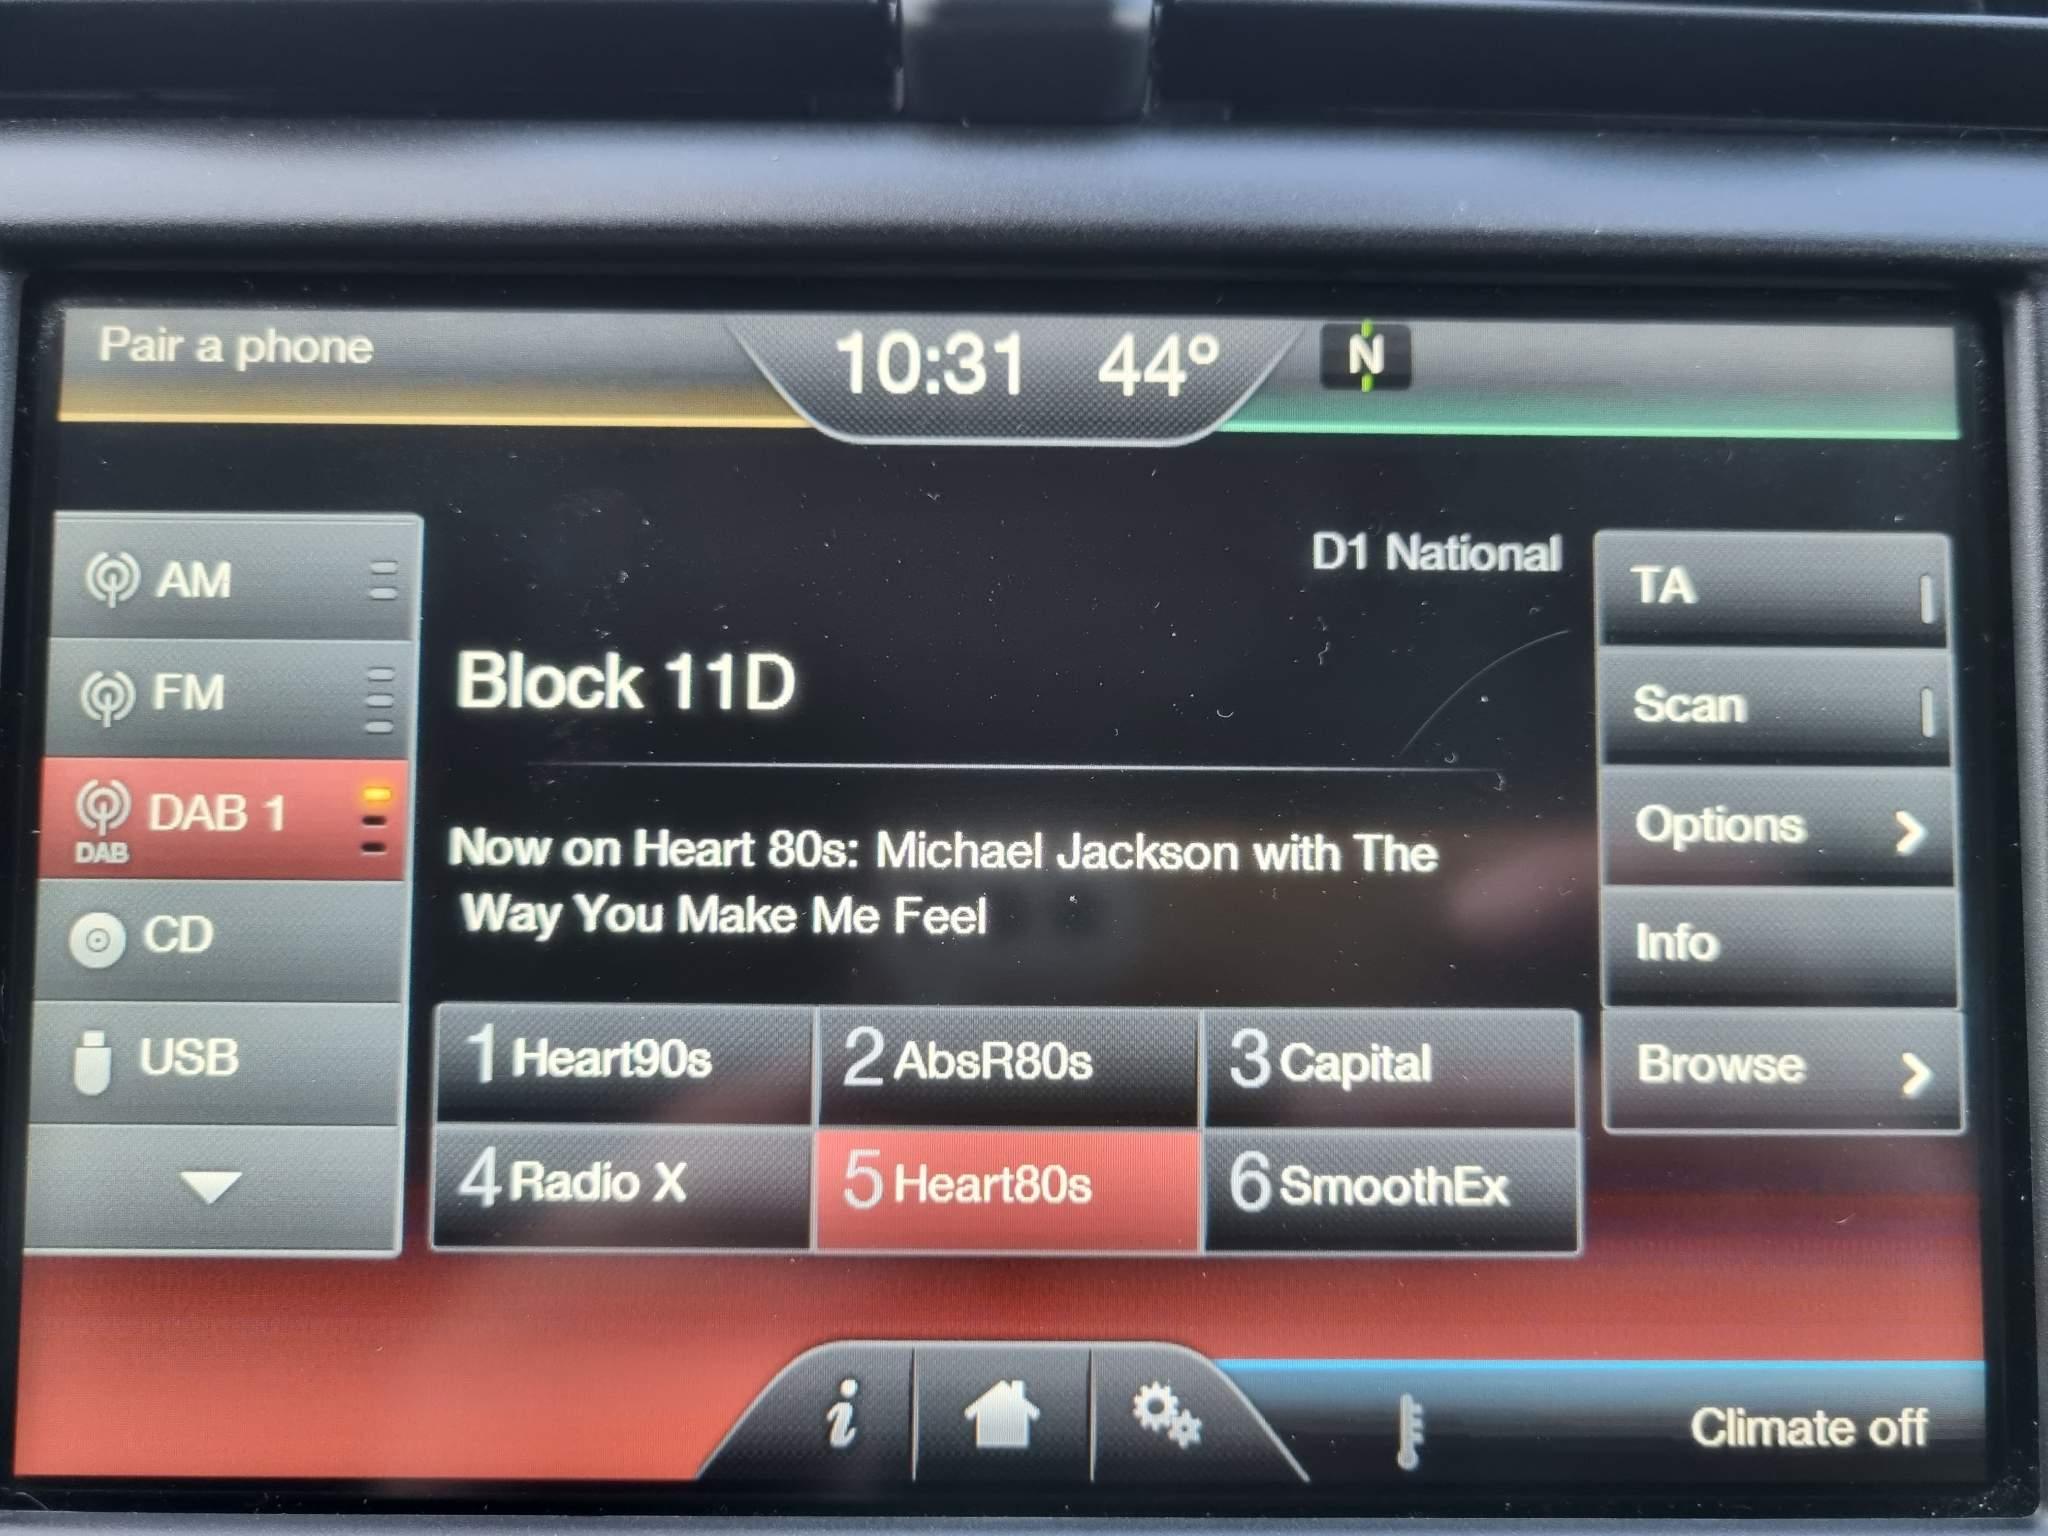 Pair a phone
10:31 44° N
D1 National
AM
FM
DAB 1
DAB
CD
USB
Block 11D
Now on Heart 80s: Michael Jackson with The
Way You Make Me Feel
1 Heart90s
2 AbsR80s
3 Capital
4 Radio X
5 Heart80s
6 SmoothEx
TA
Scan
Options
Info
Browse
i
Climate off